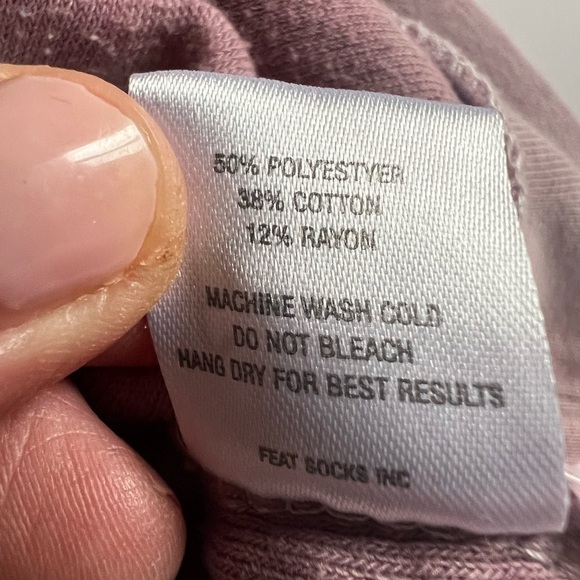 50% POLYESTYER
38% COTTON
12% RAYON
MACHINE WASH COLD
DO NOT BLEACH
HANG DRY FOR BEST RESULTS
FEAT SOCKS INC